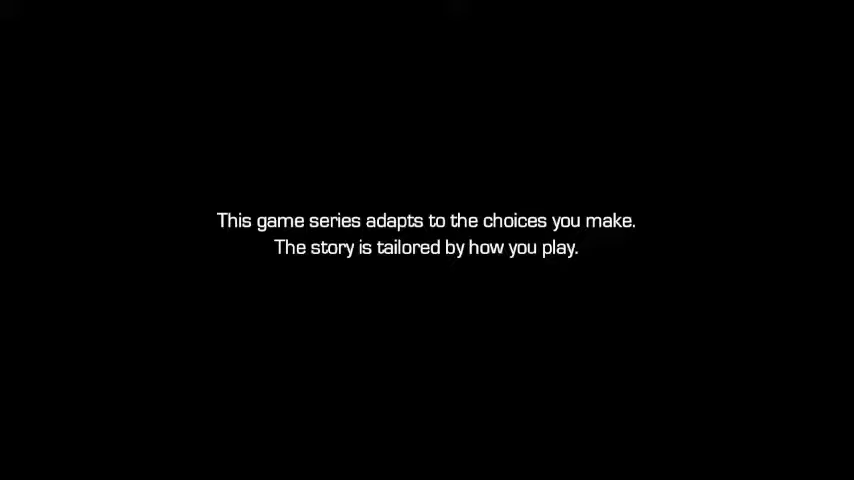 This game series adapts to the choices you make.
The story is tailored by how you play.